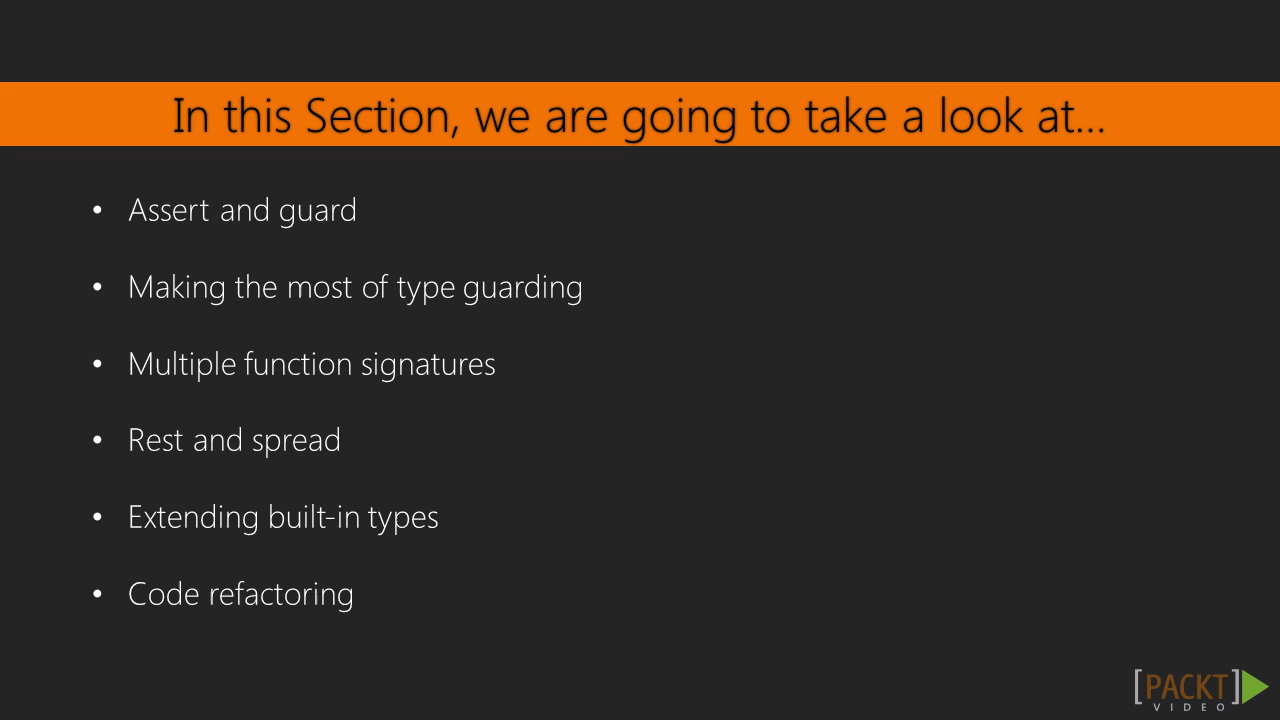 In this Section, we are going to take a look at...
• Assert and guard
• Making the most of type guarding
• Multiple function signatures
• Rest and spread
• Extending built-in types
• Code refactoring
[PACKT]
VIDEO